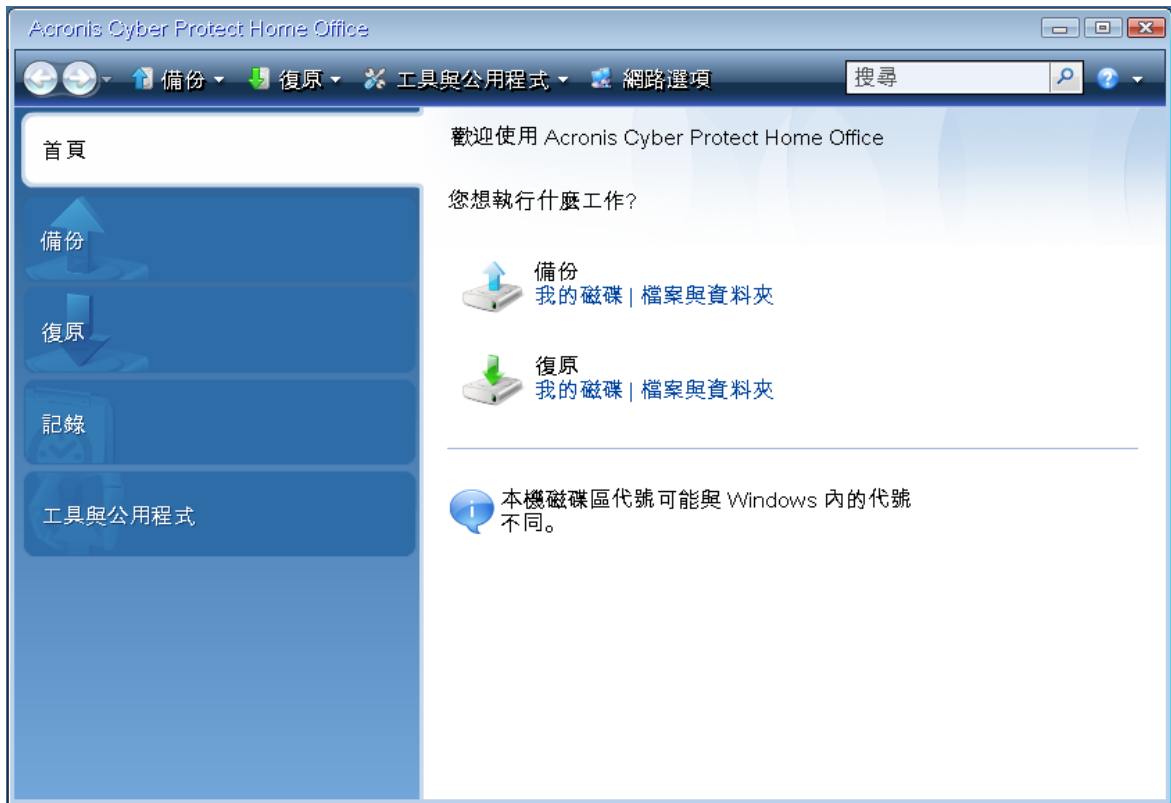 Acronis Cyber Protect Home Office
備份 復原 工具與公用程式 網路選項 搜尋
首頁
備份
復原
記錄
工具與公用程式
歡迎使用 Acronis Cyber Protect Home Office
您想執行什麼工作?
備份
我的磁碟 | 檔案與資料夾
復原
我的磁碟 | 檔案與資料夾
本機磁碟區代號可能與 Windows 內的代號
不同。